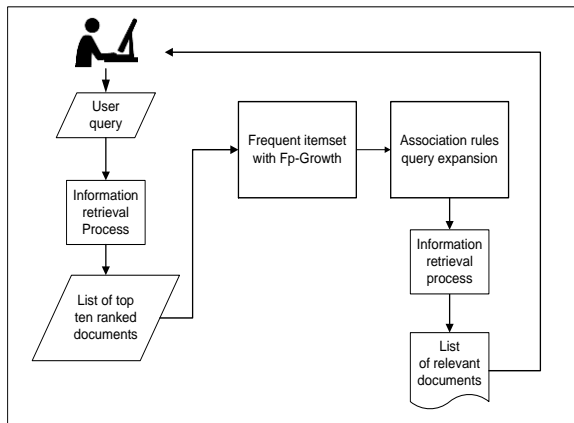 User
query
Information
retrieval
Process
List of top
ten ranked
documents
Frequent itemset
with Fp-Growth
Association rules
query expansion
Information
retrieval
process
List
of relevant
documents